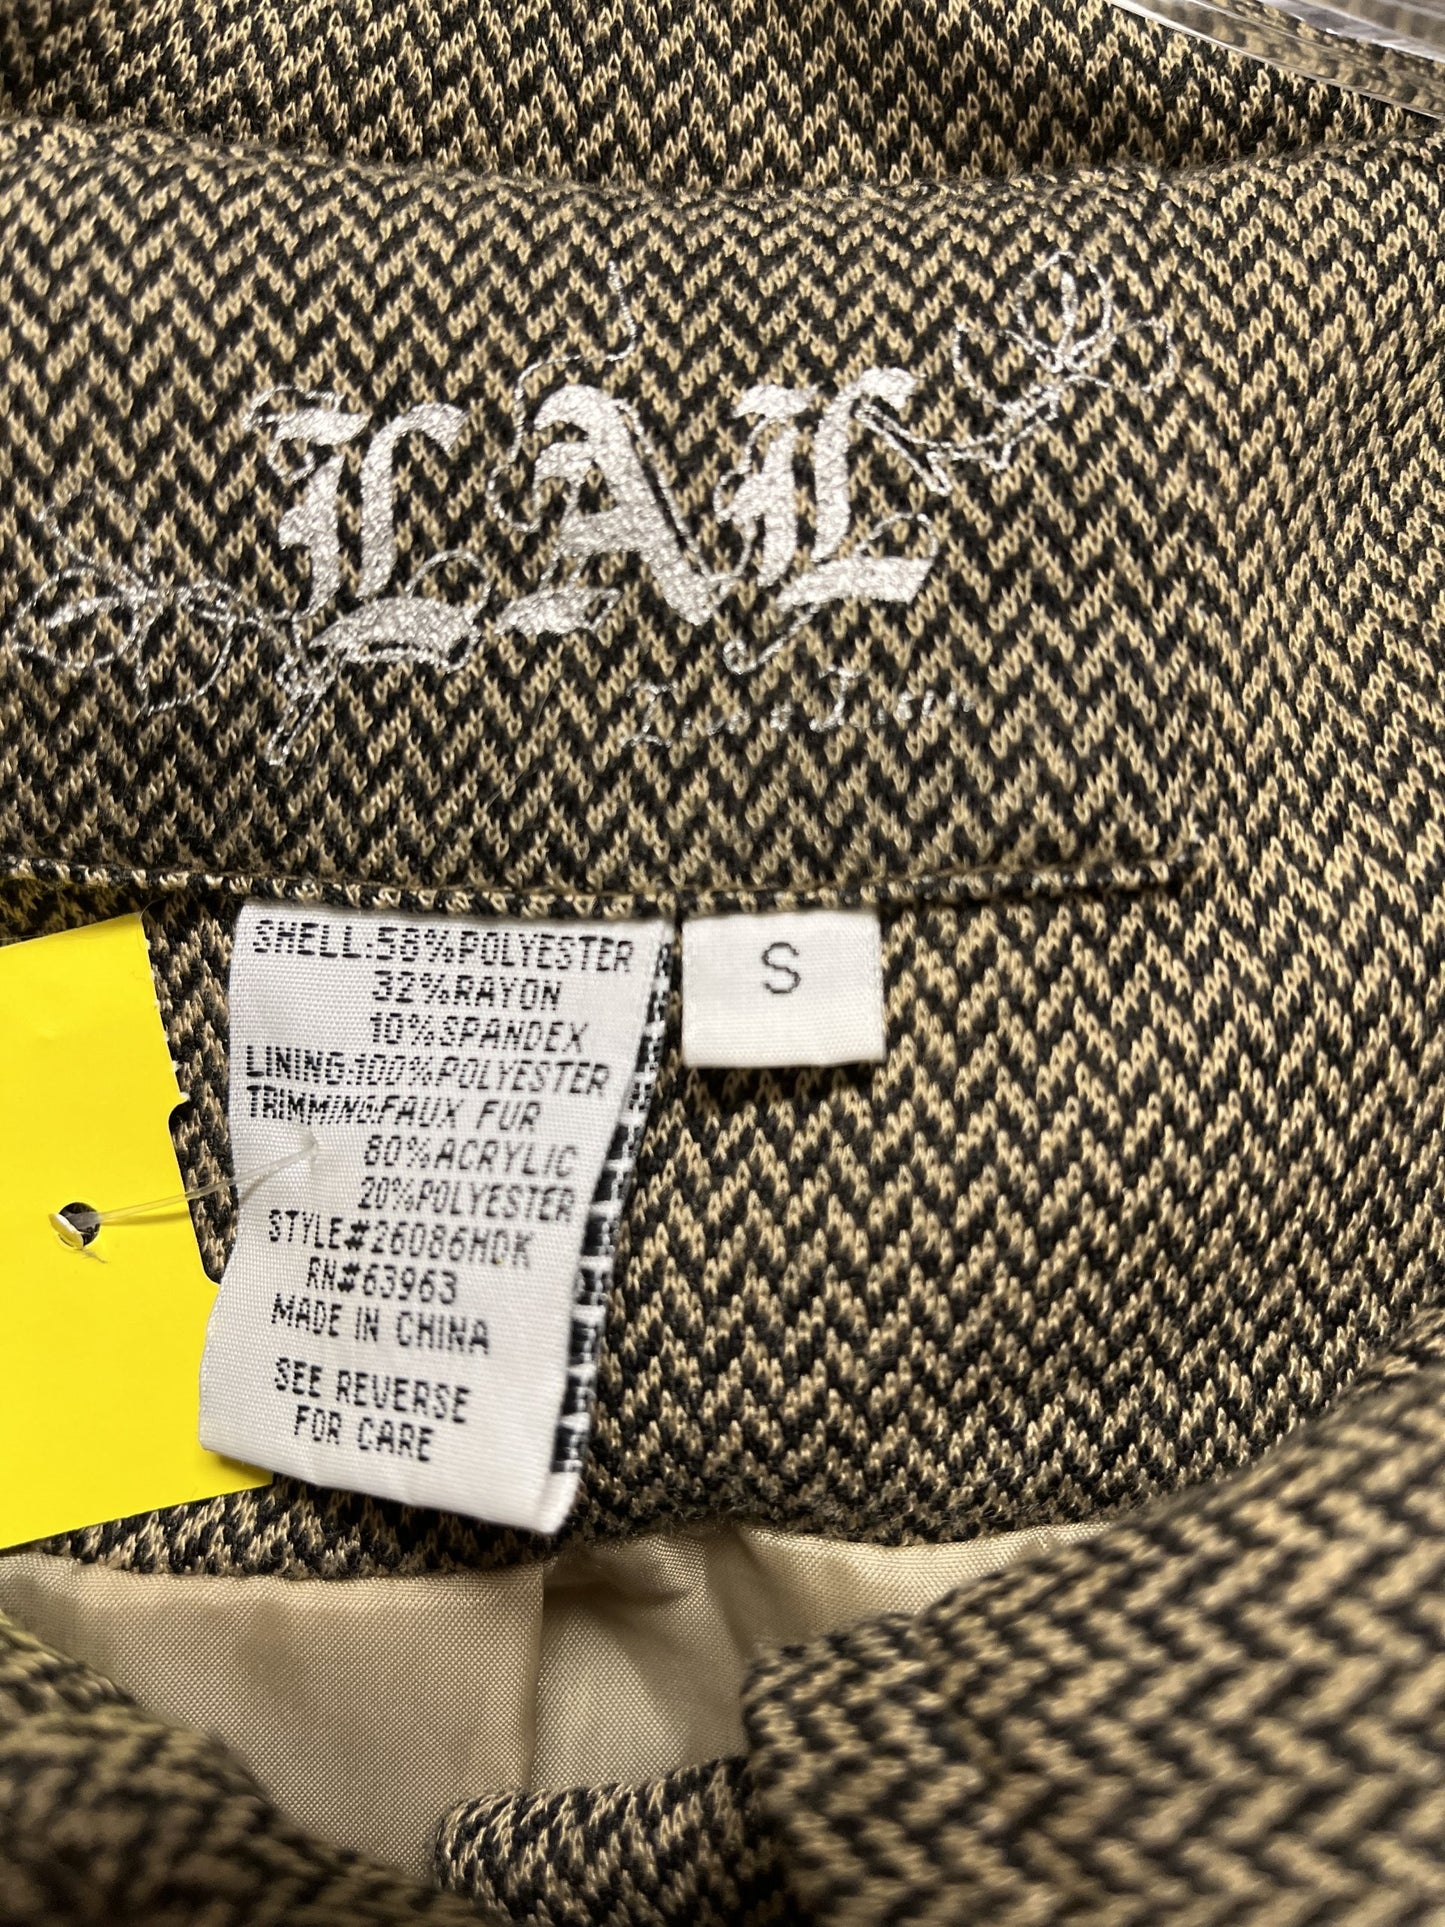 LAL
SHELL:58%POLYESTER
32%RAYON
10%SPANDEX
LINING:100%POLYESTER
TRIMMING:FAUX FUR
80%ACRYLIC
20%POLYESTER
STYLE#26086HDK
RN#63963
MADE IN CHINA
SEE REVERSE
FOR CARE
S